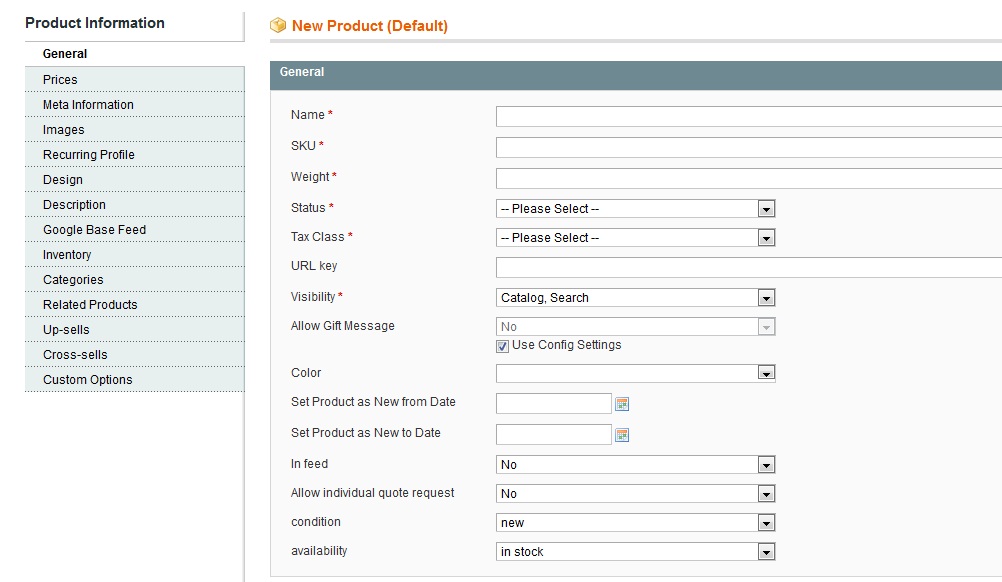 Product Information
General
Prices
Meta Information
Images
Recurring Profile
Design
Description
Google Base Feed
Inventory
Categories
Related Products
Up-sells
Cross-sells
Custom Options
New Product (Default)
General
Name *
SKU *
Weight *
Status * -- Please Select --
Tax Class * -- Please Select --
URL key
Visibility * Catalog, Search
Allow Gift Message No
Use Config Settings
Color
Set Product as New from Date
Set Product as New to Date
In feed No
Allow individual quote request No
condition new
availability in stock